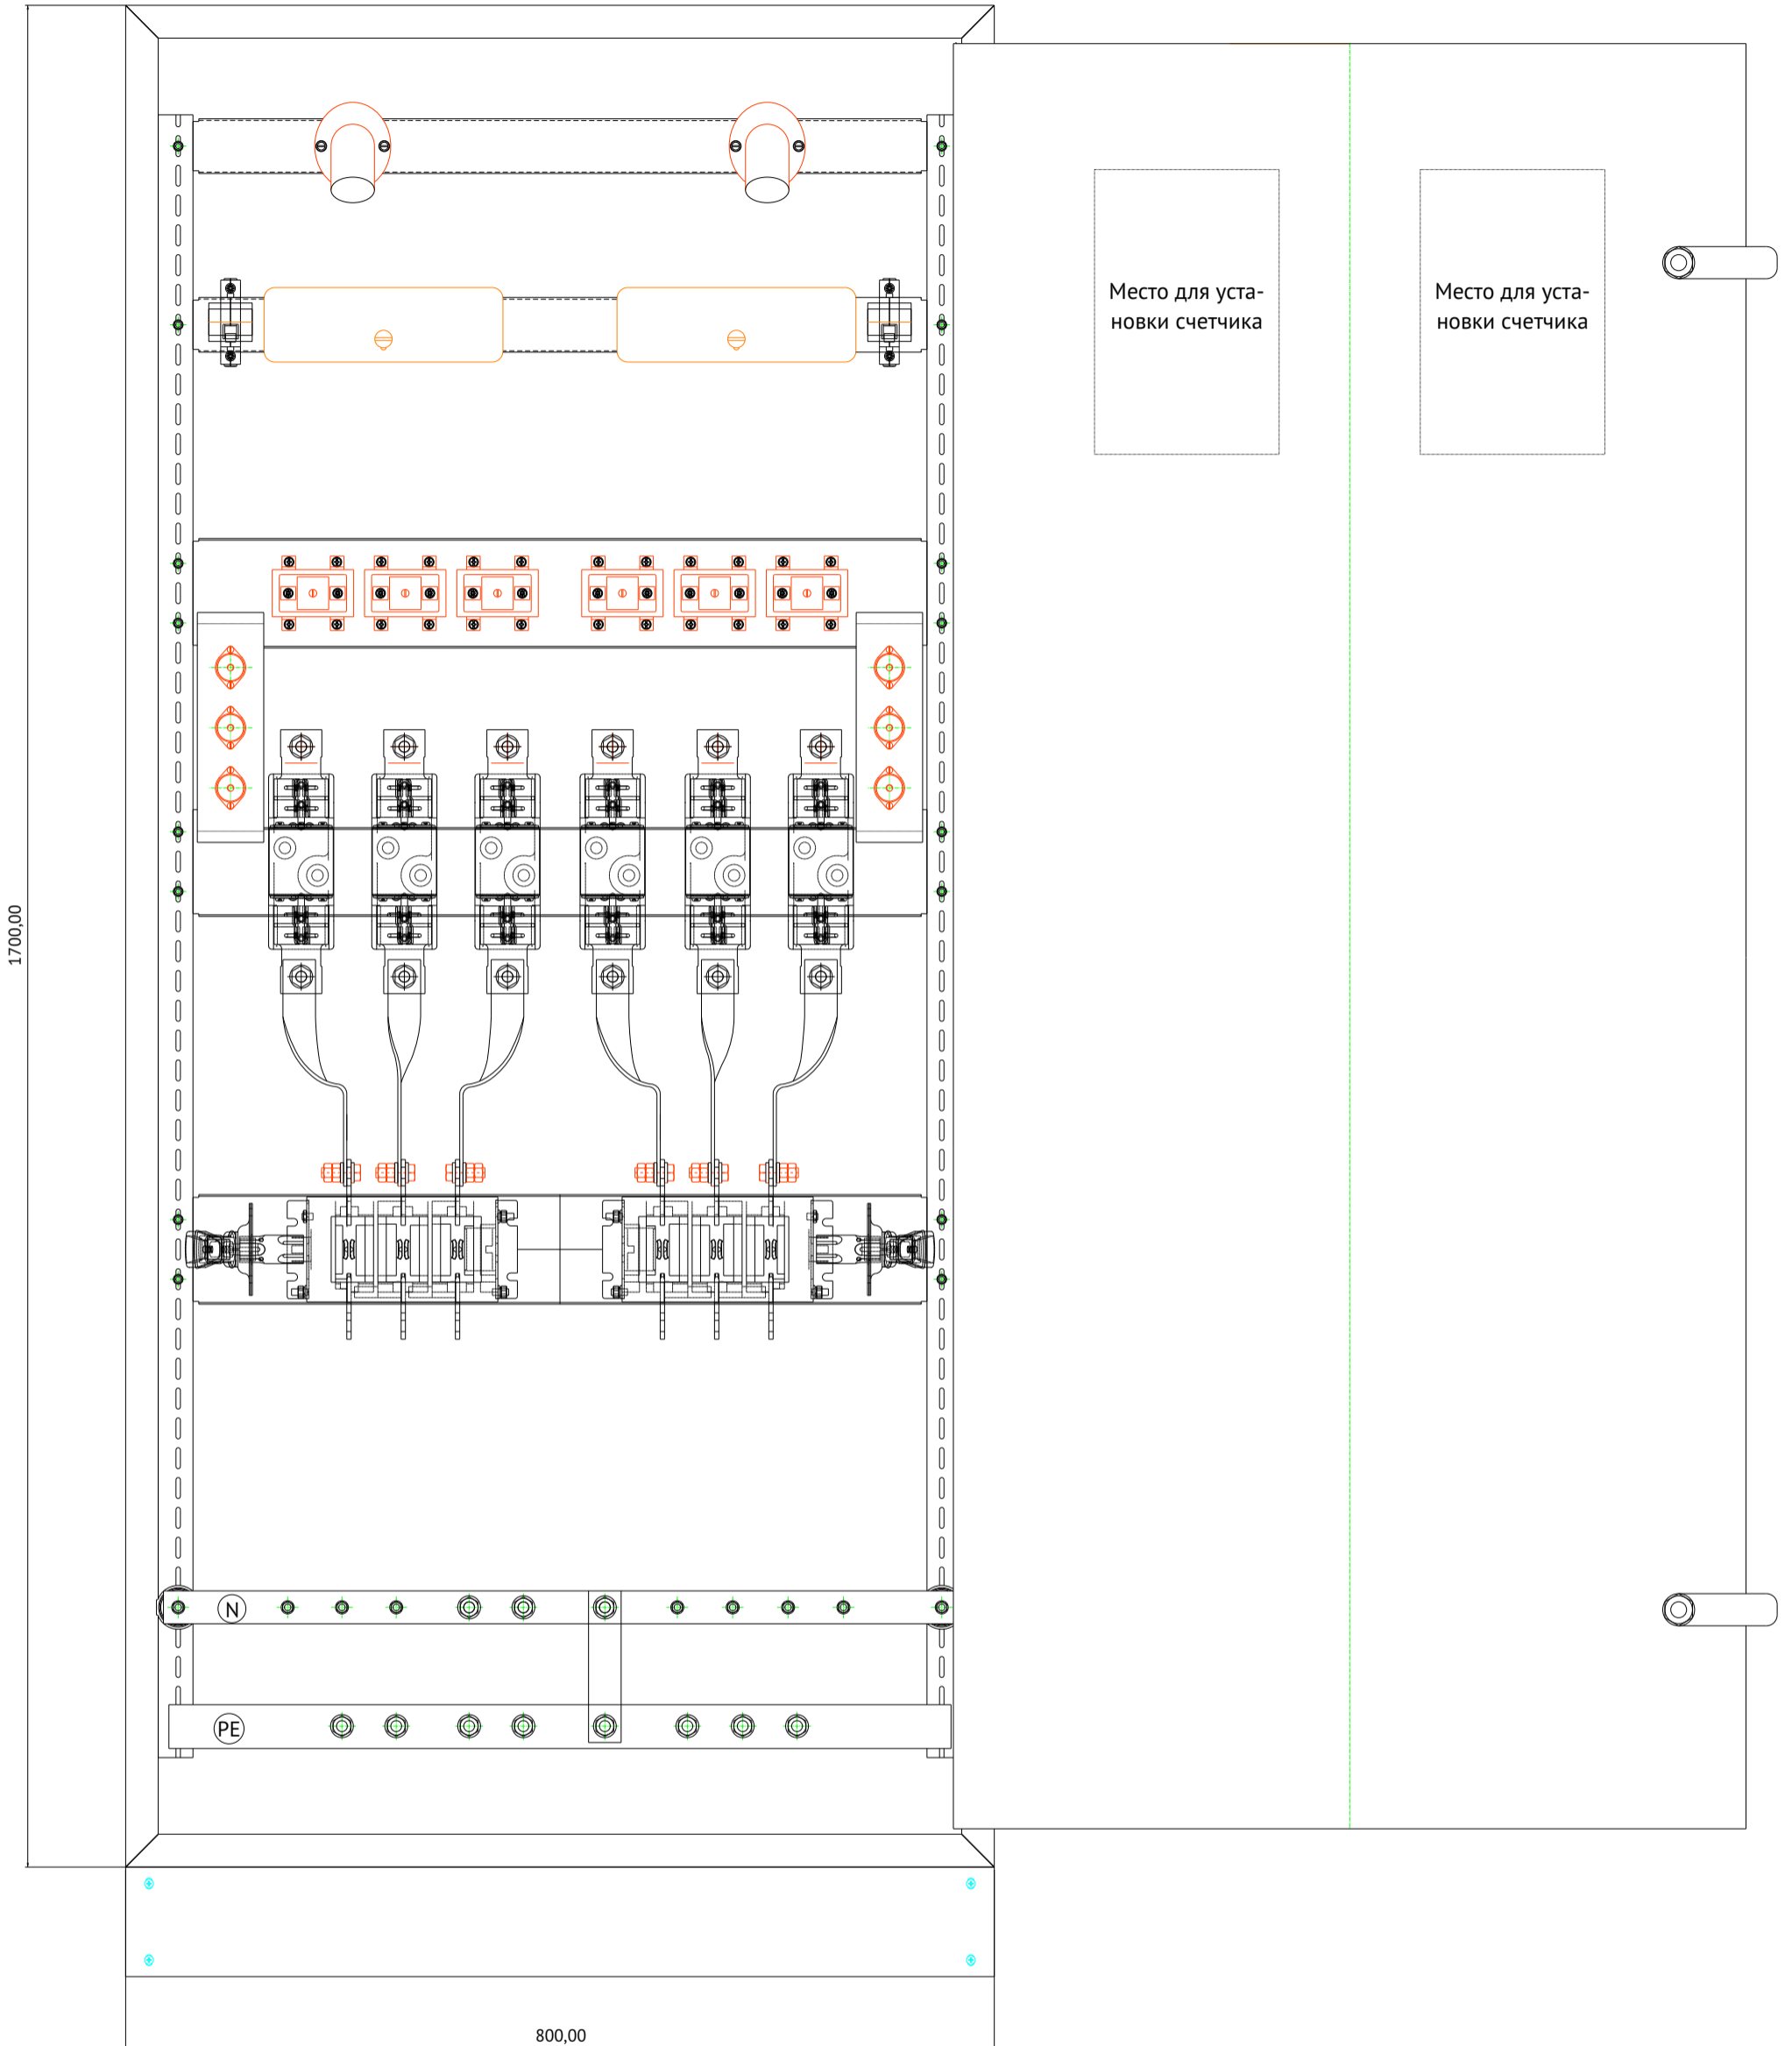 Место для уста-
новки счетчика
Место для уста-
новки счетчика
1700,00
N
PE
800,00